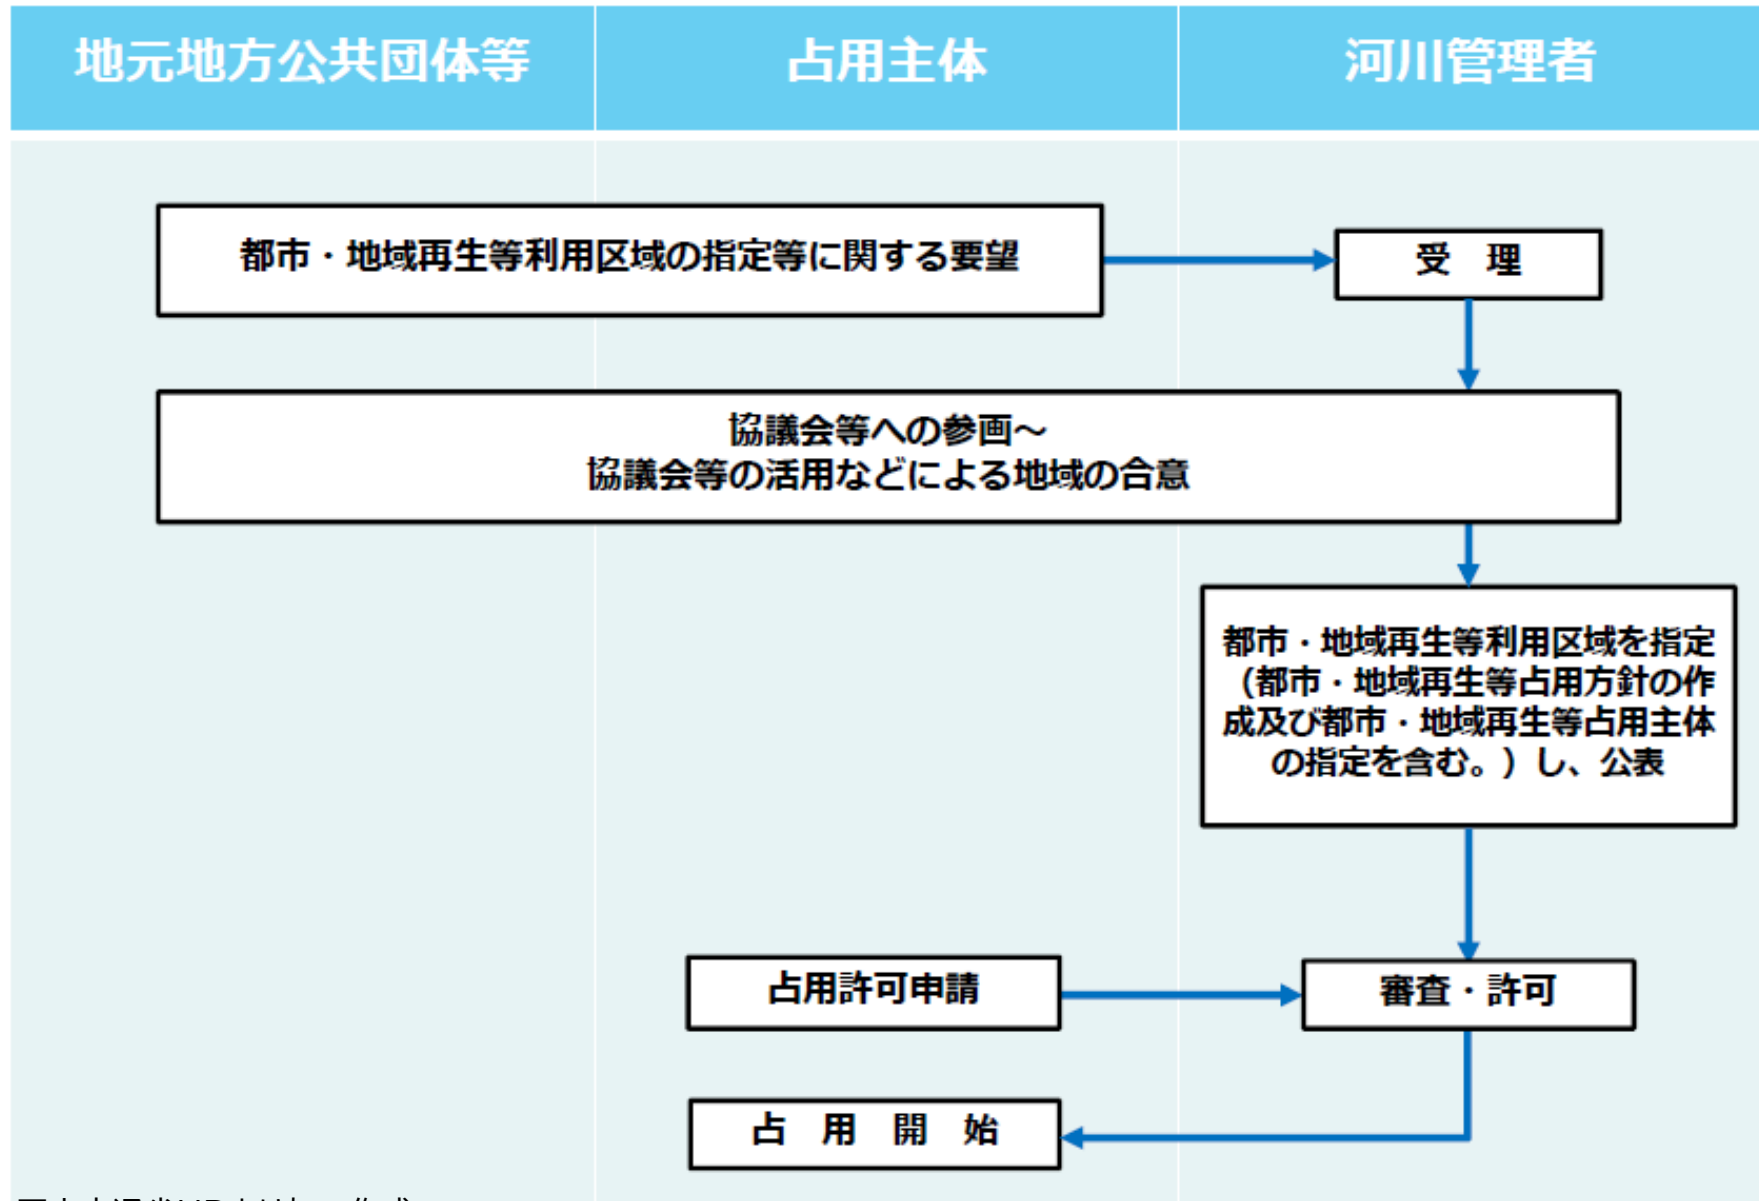 地元地方公共団体等
占用主体
河川管理者
都市・地域再生等利用区域の指定等に関する要望
受　理
協議会等への参画～
協議会等の活用などによる地域の合意
都市・地域再生等利用区域を指定
（都市・地域再生等占用方針の作
成及び都市・地域再生等占用主体
の指定を含む。）し、公表
占用許可申請
審査・許可
占　用　開　始